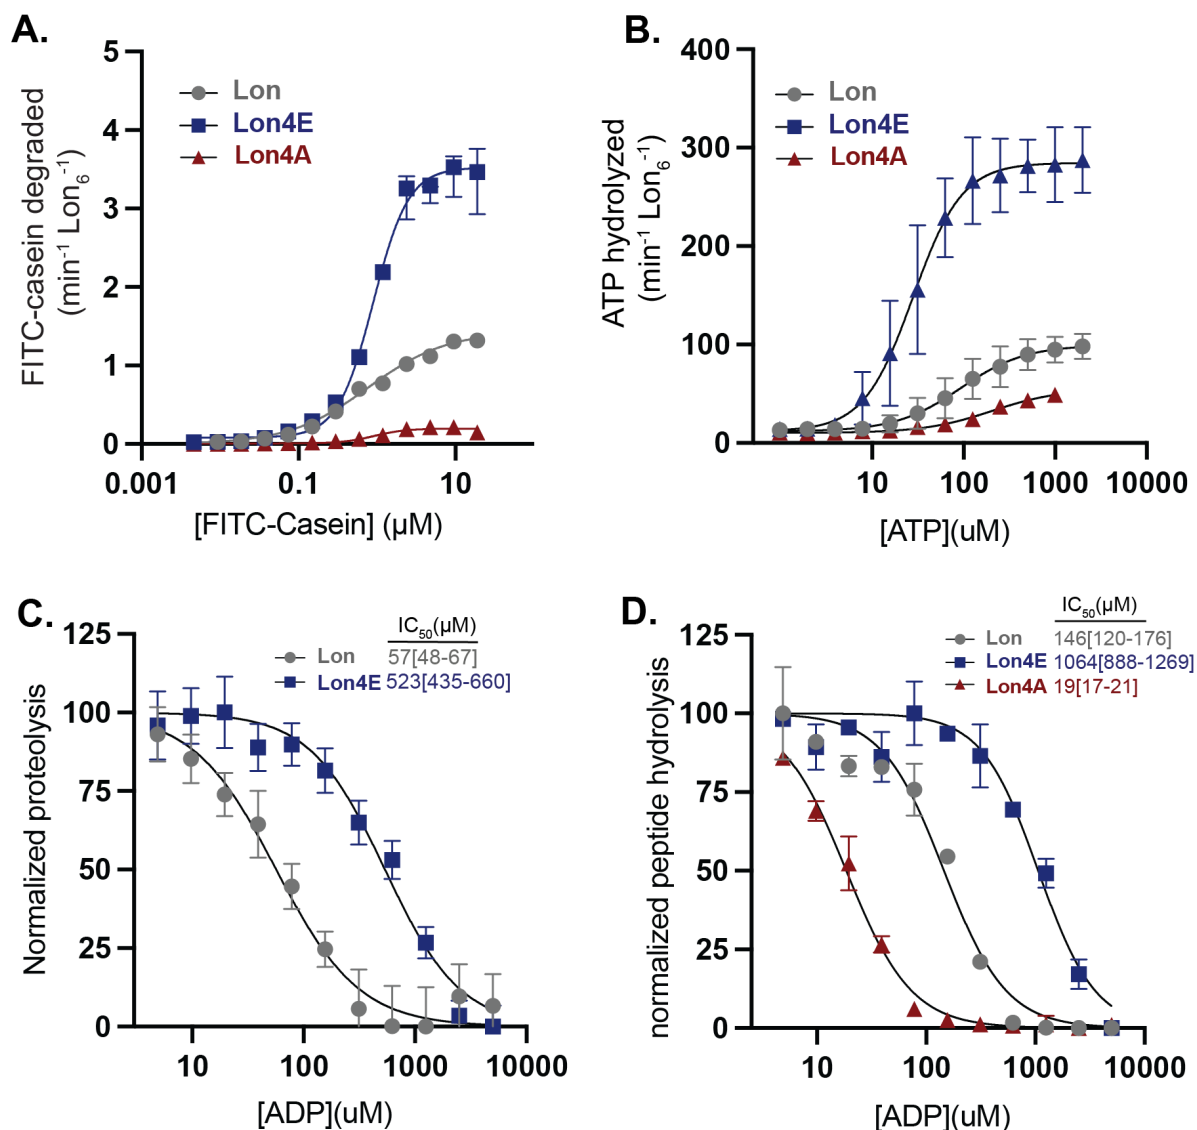 A.
FITC-casein degraded
(min⁻¹ Lon₆⁻¹)
5
4
3
2
1
0
Lon
Lon4E
Lon4A
0.001
0.1
10
[FITC-Casein] (µM)
B.
ATP hydrolyzed
(min⁻¹ Lon₆⁻¹)
400
300
200
100
0
Lon
Lon4E
Lon4A
10
100
1000
10000
[ATP](uM)
C.
Normalized proteolysis
125
100
75
50
25
0
IC₅₀(µM)
Lon 57[48-67]
Lon4E 523[435-660]
10
100
1000
10000
[ADP](uM)
D.
normalized peptide hydrolysis
125
100
75
50
25
0
IC₅₀(µM)
Lon 146[120-176]
Lon4E 1064[888-1269]
Lon4A 19[17-21]
10
100
1000
10000
[ADP](uM)